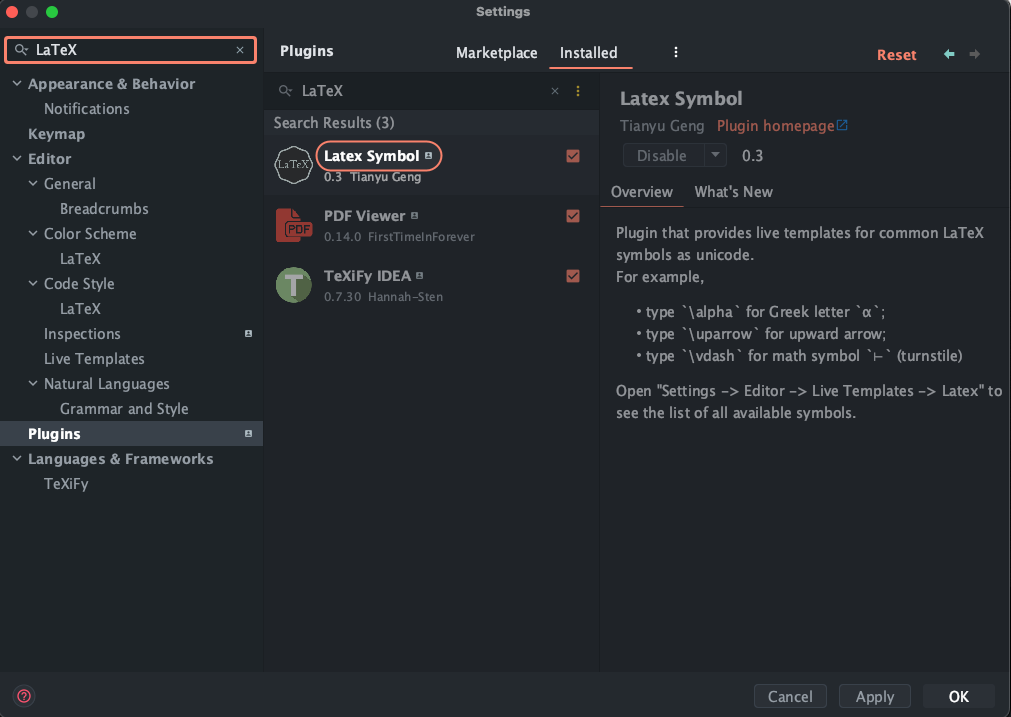 Settings
LaTeX
Appearance & Behavior
Notifications
Keymap
Editor
General
Breadcrumbs
Color Scheme
LaTeX
Code Style
LaTeX
Inspections
Live Templates
Natural Languages
Grammar and Style
Plugins
Languages & Frameworks
TeXiFy
Plugins
Marketplace
Installed
Reset
LaTeX
Search Results (3)
LaTeX
Latex Symbol
0.3 Tianyu Geng
PDF
PDF Viewer
0.14.0 FirstTimeInForever
T
TeXiFy IDEA
0.7.30 Hannah-Sten
Latex Symbol
Tianyu Geng Plugin homepage
Disable 0.3
Overview What's New
Plugin that provides live templates for common LaTeX
symbols as unicode.
For example,
• type `\alpha` for Greek letter `α`;
• type `\uparrow` for upward arrow;
• type `\vdash` for math symbol `⊢` (turnstile)
Open "Settings -> Editor -> Live Templates -> Latex" to
see the list of all available symbols.
?
Cancel Apply OK